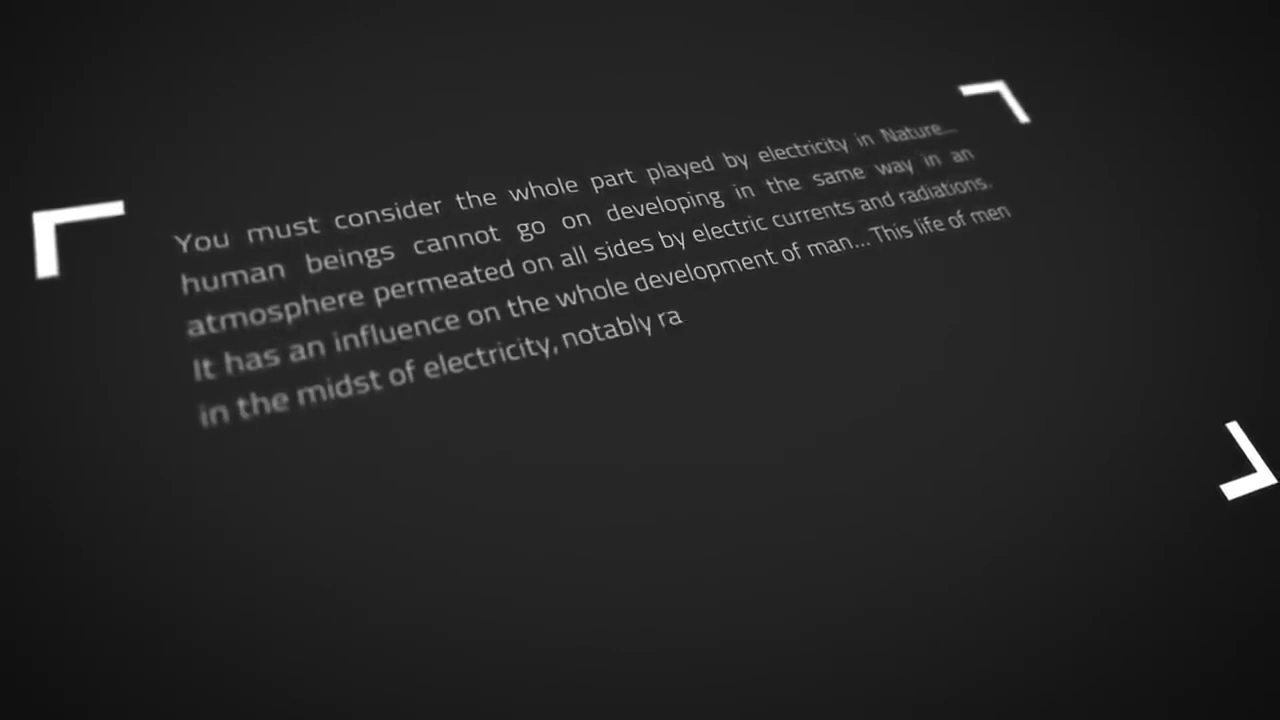 You must consider the whole part played by electricity in Nature...
human beings cannot go on developing in the same way in an
atmosphere permeated on all sides by electric currents and radiations.
It has an influence on the whole development of man... This life of men
in the midst of electricity, notably ra